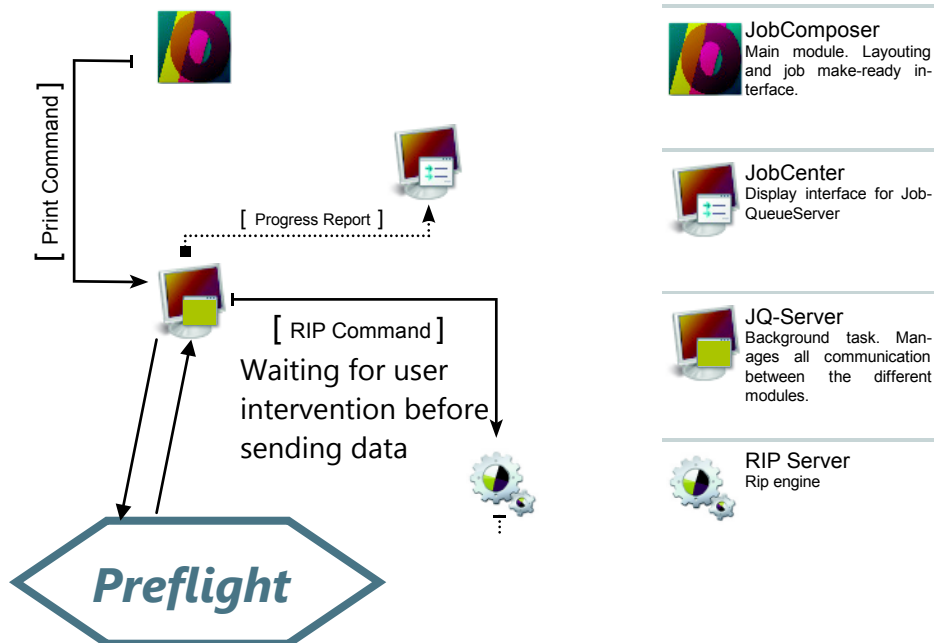 [ Print Command ]
[ Progress Report ]
[ RIP Command ]
Waiting for user
intervention before
sending data
Preflight
JobComposer
Main module. Layouting
and job make-ready in-
terface.
JobCenter
Display interface for Job-
QueueServer
JQ-Server
Background task. Man-
ages all communication
between the different
modules.
RIP Server
Rip engine